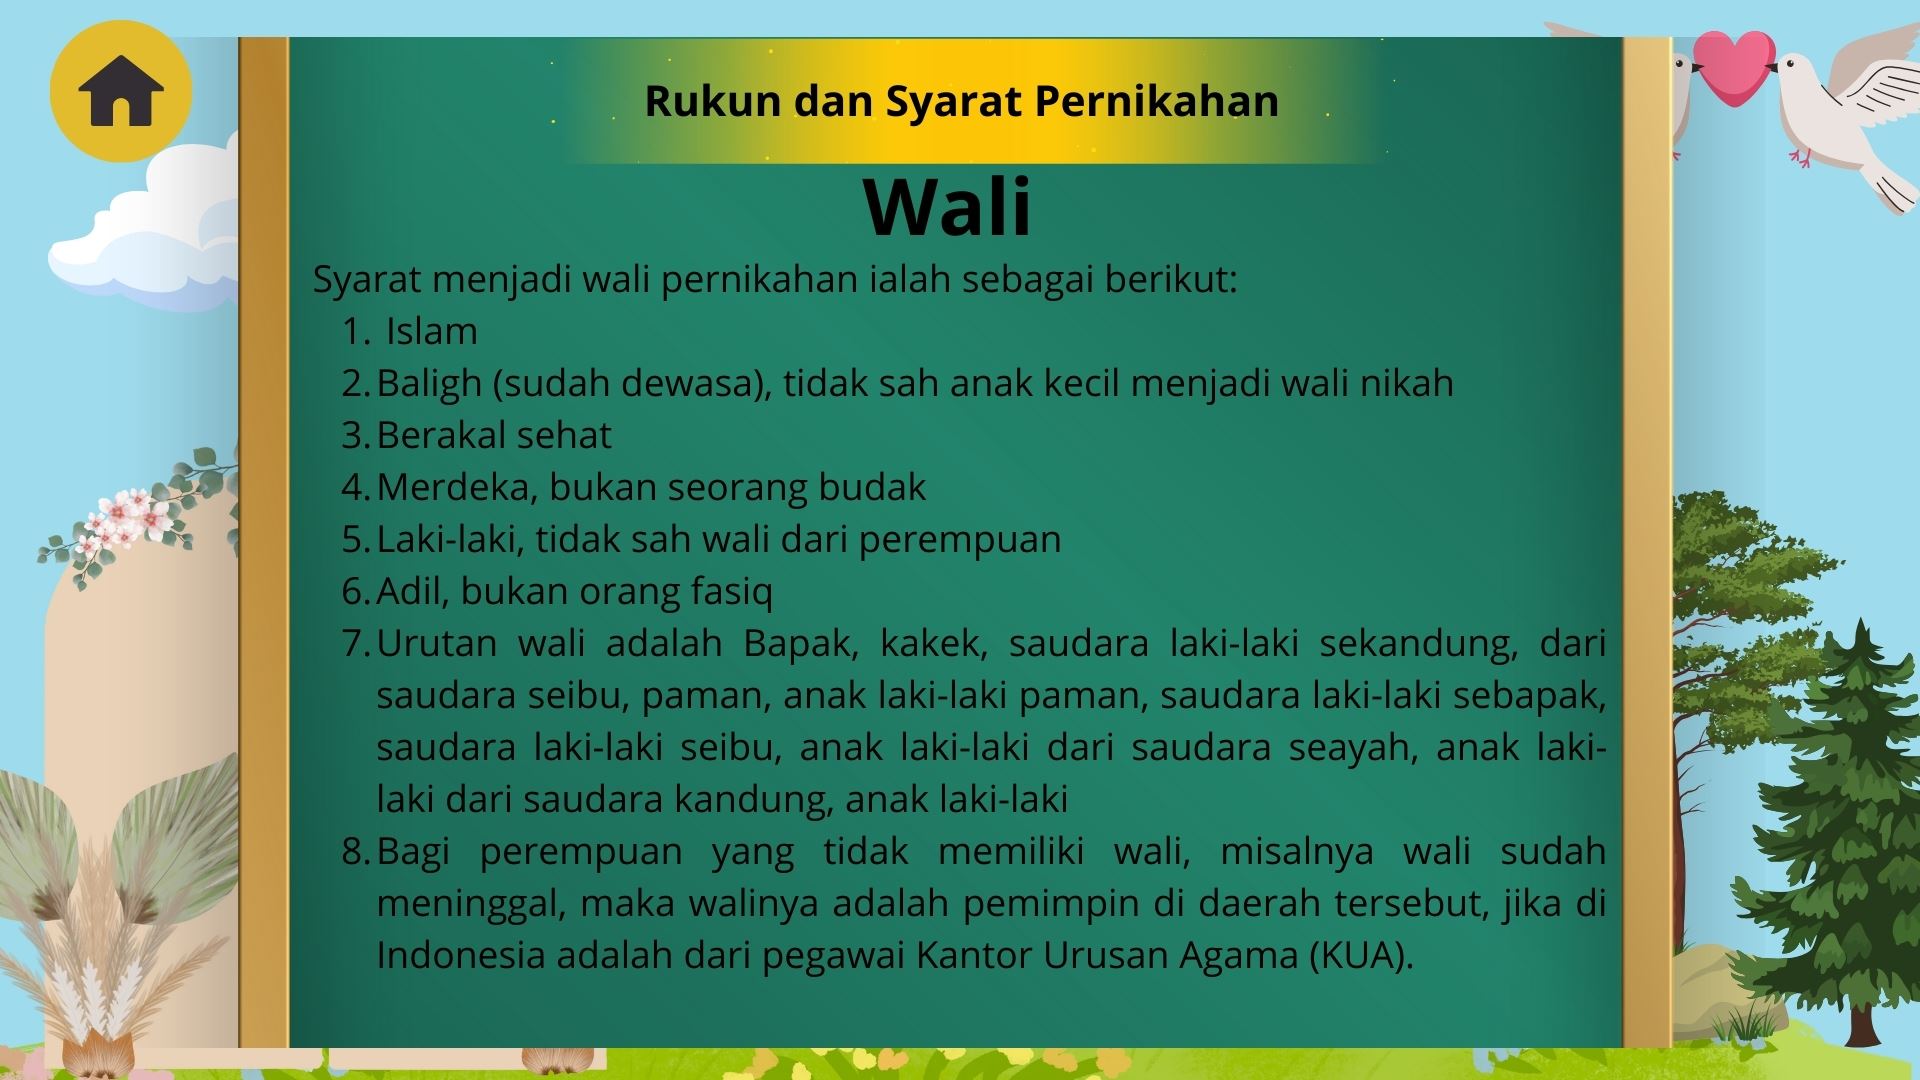 Rukun dan Syarat Pernikahan
Wali
Syarat menjadi wali pernikahan ialah sebagai berikut:
1. Islam
2. Baligh (sudah dewasa), tidak sah anak kecil menjadi wali nikah
3. Berakal sehat
4. Merdeka, bukan seorang budak
5. Laki-laki, tidak sah wali dari perempuan
6. Adil, bukan orang fasiq
7. Urutan wali adalah Bapak, kakek, saudara laki-laki sekandung, dari
saudara seibu, paman, anak laki-laki paman, saudara laki-laki sebapak,
saudara laki-laki seibu, anak laki-laki dari saudara seayah, anak laki-
laki dari saudara kandung, anak laki-laki
8. Bagi perempuan yang tidak memiliki wali, misalnya wali sudah
meninggal, maka walinya adalah pemimpin di daerah tersebut, jika di
Indonesia adalah dari pegawai Kantor Urusan Agama (KUA).